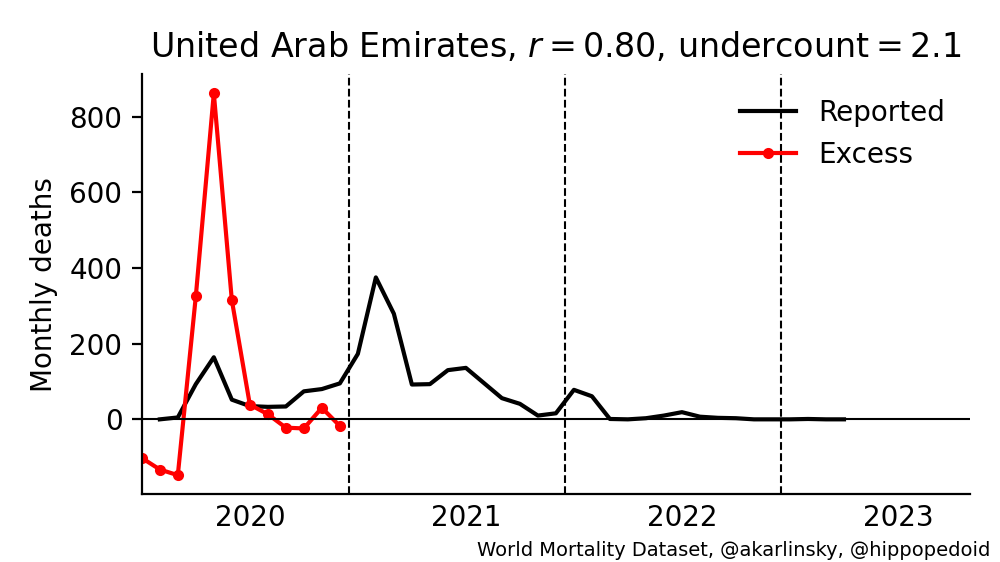 United Arab Emirates, r = 0.80, undercount = 2.1
Reported
Excess
Monthly deaths
800
600
400
200
0
2020 2021 2022 2023
World Mortality Dataset, @akarlinsky, @hippopedoid